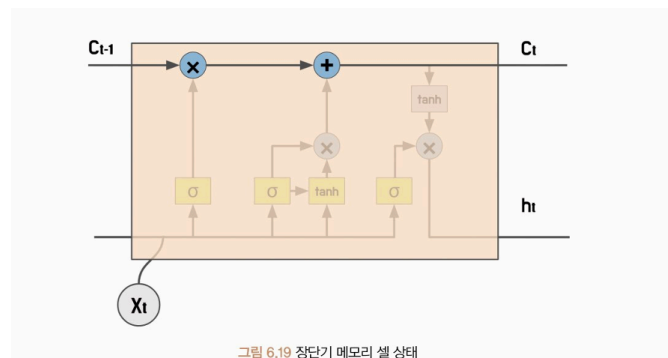 Ct-1
Ct
×
+
tanh
×
×
σ
σ
tanh
σ
ht
Xt
그림 6.19 장단기 메모리 셀 상태